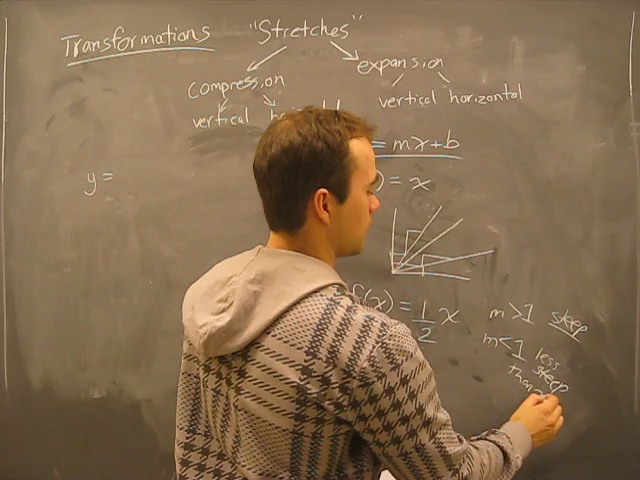 Transformations "Stretches"
compression expansion
vertical vertical horizontal
= mx+b
y =
) = x
f(x) = 1/2 x
m > 1 steep
m < 1 less
steep
than